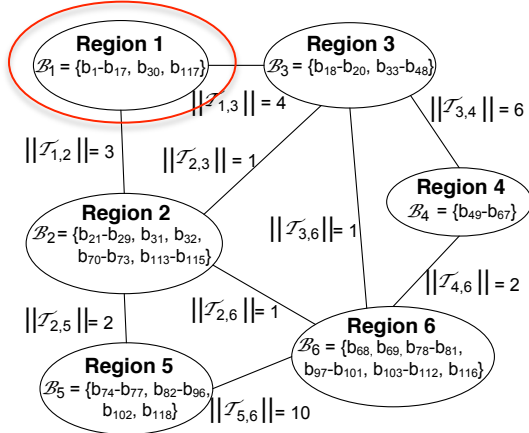 Region 1
ℬ₁ = {b₁-b₁₇, b₃₀, b₁₁₇}
Region 3
ℬ₃ = {b₁₈-b₂₀, b₃₃-b₄₈}
||𝒯₁,₃|| = 4
||𝒯₃,₄|| = 6
||𝒯₁,₂|| = 3
||𝒯₂,₃|| = 1
Region 4
ℬ₄ = {b₄₉-b₆₇}
Region 2
ℬ₂ = {b₂₁-b₂₉, b₃₁, b₃₂,
b₇₀-b₇₃, b₁₁₃-b₁₁₅}
||𝒯₃,₆|| = 1
||𝒯₄,₆|| = 2
||𝒯₂,₅|| = 2
||𝒯₂,₆|| = 1
Region 6
ℬ₆ = {b₆₈, b₆₉, b₇₈-b₈₁,
b₉₇-b₁₀₁, b₁₀₃-b₁₁₂, b₁₁₆}
Region 5
ℬ₅ = {b₇₄-b₇₇, b₈₂-b₉₆,
b₁₀₂, b₁₁₈}
||𝒯₅,₆|| = 10